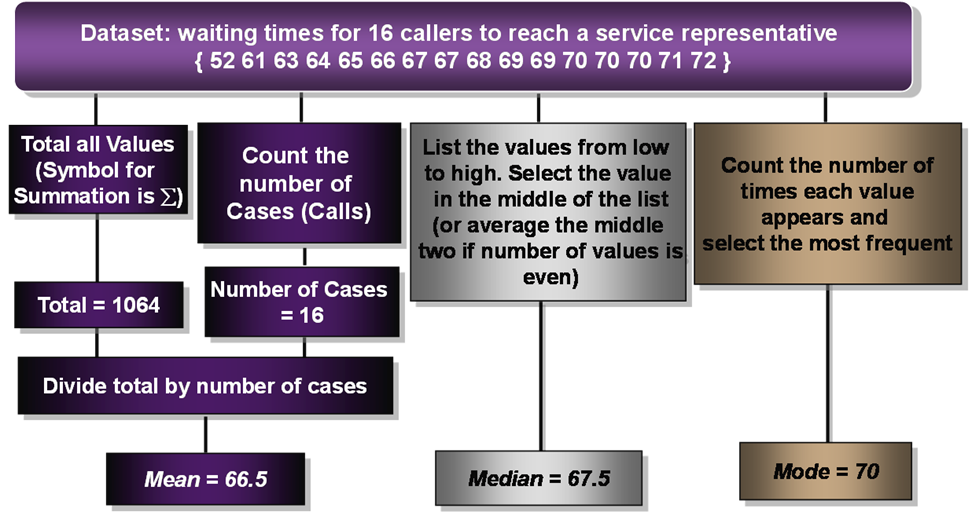 Dataset: waiting times for 16 callers to reach a service representative
{ 52 61 63 64 65 66 67 67 68 69 69 70 70 70 71 72 }
Total all Values
(Symbol for
Summation is ∑)
Total = 1064
Count the
number of
Cases (Calls)
Number of Cases
= 16
Divide total by number of cases
Mean = 66.5
List the values from low
to high. Select the value
in the middle of the list
(or average the middle
two if number of values is
even)
Median = 67.5
Count the number of
times each value
appears and
select the most frequent
Mode = 70